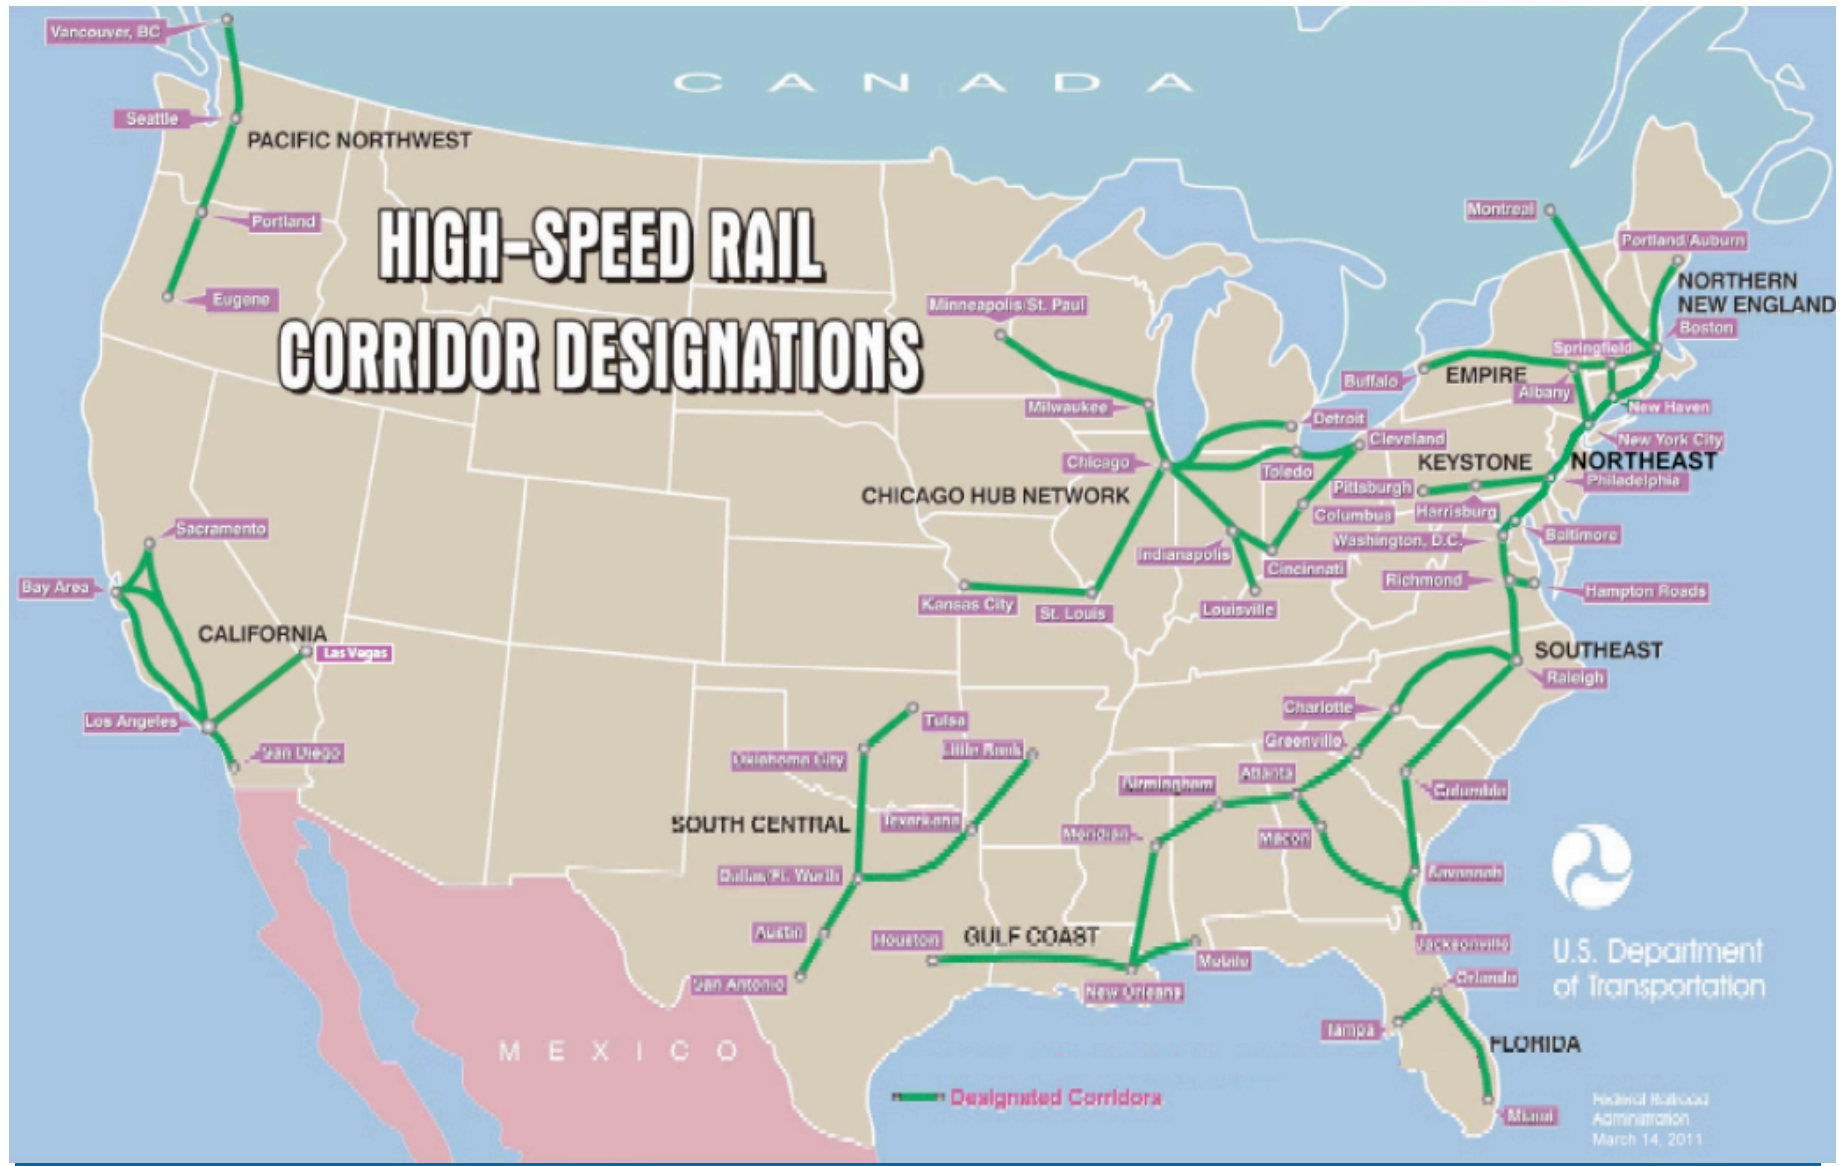 Vancouver, BC
CANADA
Seattle
PACIFIC NORTHWEST
Portland
Eugene
HIGH-SPEED RAIL
CORRIDOR DESIGNATIONS
Montreal
Portland/Auburn
NORTHERN
NEW ENGLAND
Boston
Springfield
Minneapolis/St. Paul
Buffalo
EMPIRE
Albany
New Haven
Milwaukee
Detroit
Cleveland
New York City
Chicago
Toledo
KEYSTONE
NORTHEAST
Pittsburgh
Philadelphia
CHICAGO HUB NETWORK
Columbus
Harrisburg
Washington, D.C.
Baltimore
Indianapolis
Cincinnati
Richmond
Hampton Roads
Kansas City
St. Louis
Louisville
Sacramento
Bay Area
CALIFORNIA
Las Vegas
SOUTHEAST
Raleigh
Los Angeles
San Diego
Charlotte
Greenville
Tulsa
Little Rock
Oklahoma City
Birmingham
Atlanta
Columbia
SOUTH CENTRAL
Texarkana
Meridian
Macon
Dallas/Ft. Worth
Savannah
Austin
Houston
GULF COAST
Mobile
Jacksonville
U.S. Department
of Transportation
San Antonio
New Orleans
Orlando
Tampa
FLORIDA
MEXICO
Designated Corridors
Miami
Federal Railroad
Administration
March 14, 2011